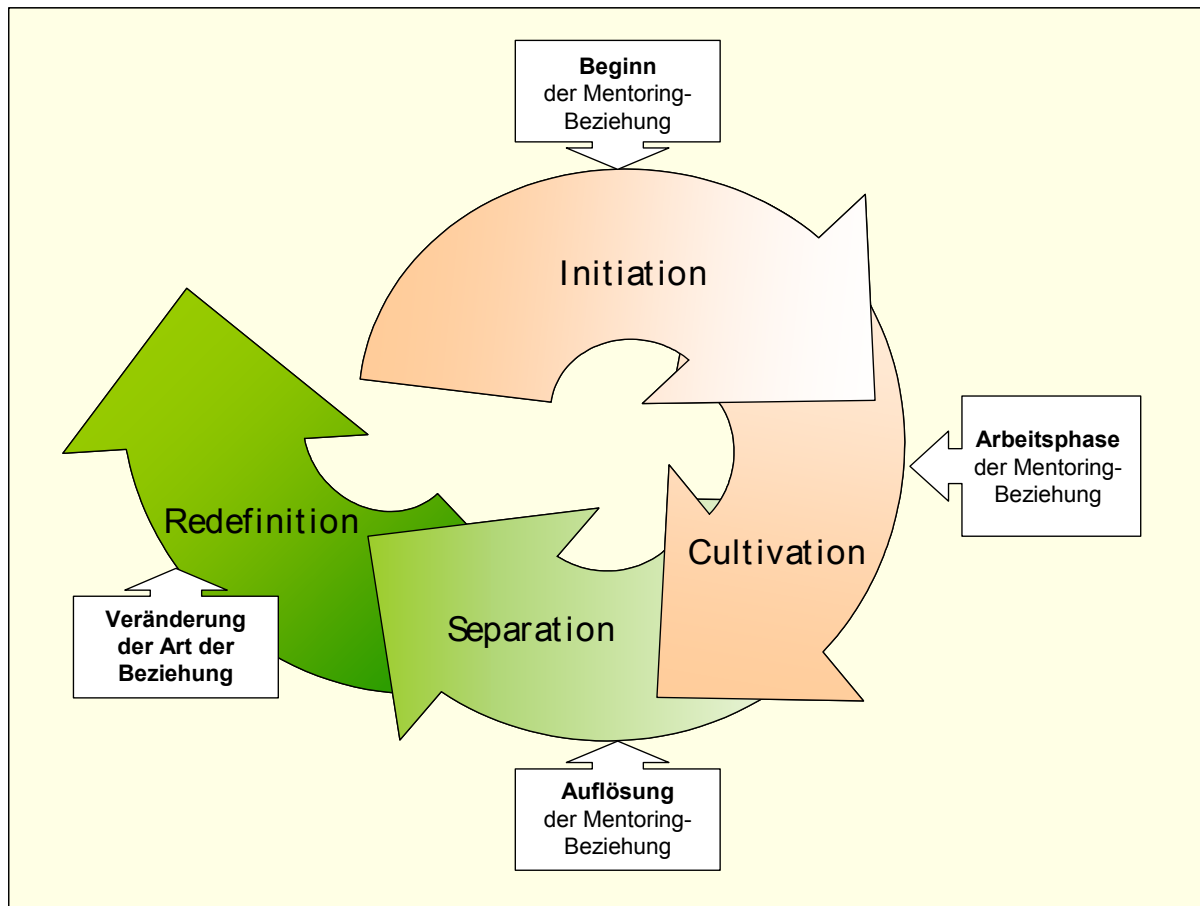 Beginn
der Mentoring-
Beziehung
Initiation
Arbeitsphase
der Mentoring-
Beziehung
Cultivation
Separation
Auflösung
der Mentoring-
Beziehung
Redefinition
Veränderung
der Art der
Beziehung